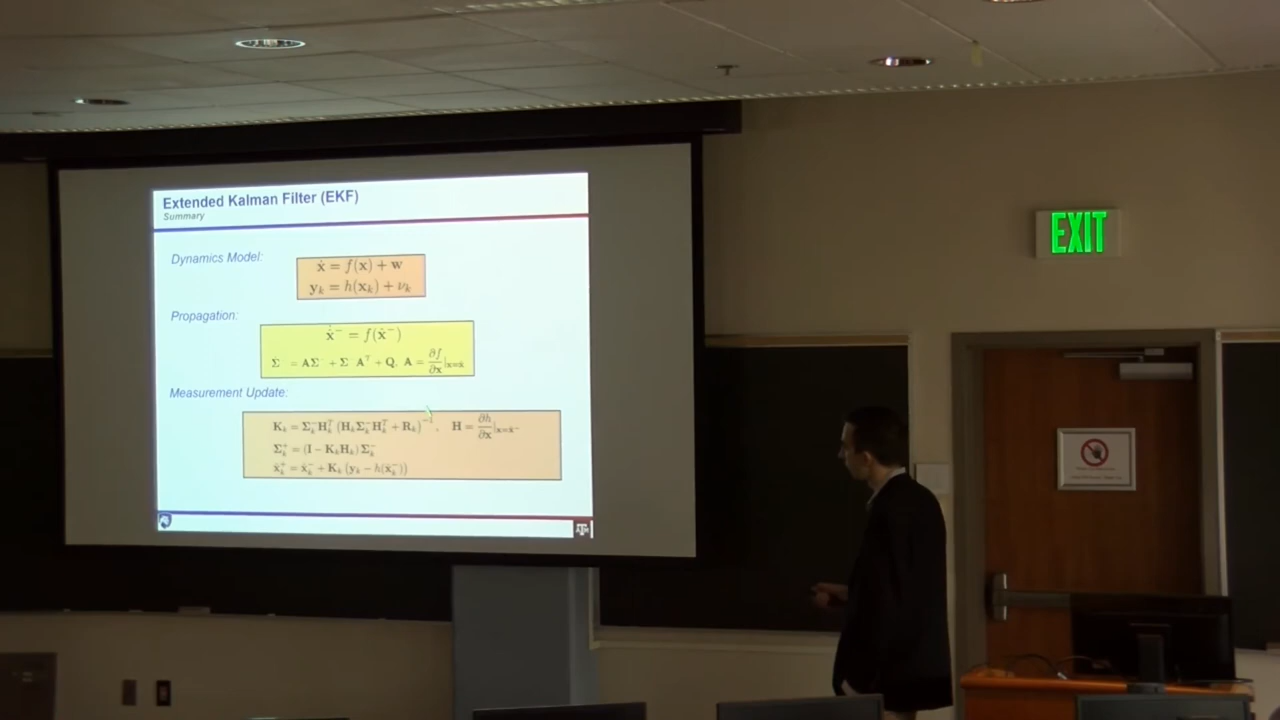 Extended Kalman Filter (EKF)
Summary
Dynamics Model:
ẋ = f(x) + w
y_k = h(x_k) + ν_k
Propagation:
x̂̇⁻ = f(x̂⁻)
Σ̇⁻ = AΣ⁻ + Σ⁻Aᵀ + Q, A = ∂f/∂x|ₓ₌ₓ̂
Measurement Update:
K_k = Σ_k⁻H_kᵀ (H_kΣ_k⁻H_kᵀ + R_k)⁻¹, H = ∂h/∂x|ₓ₌ₓ̂⁻
Σ_k⁺ = (I − K_kH_k) Σ_k⁻
x̂_k⁺ = x̂_k⁻ + K_k (y_k − h(x̂_k⁻))
ATM
EXIT